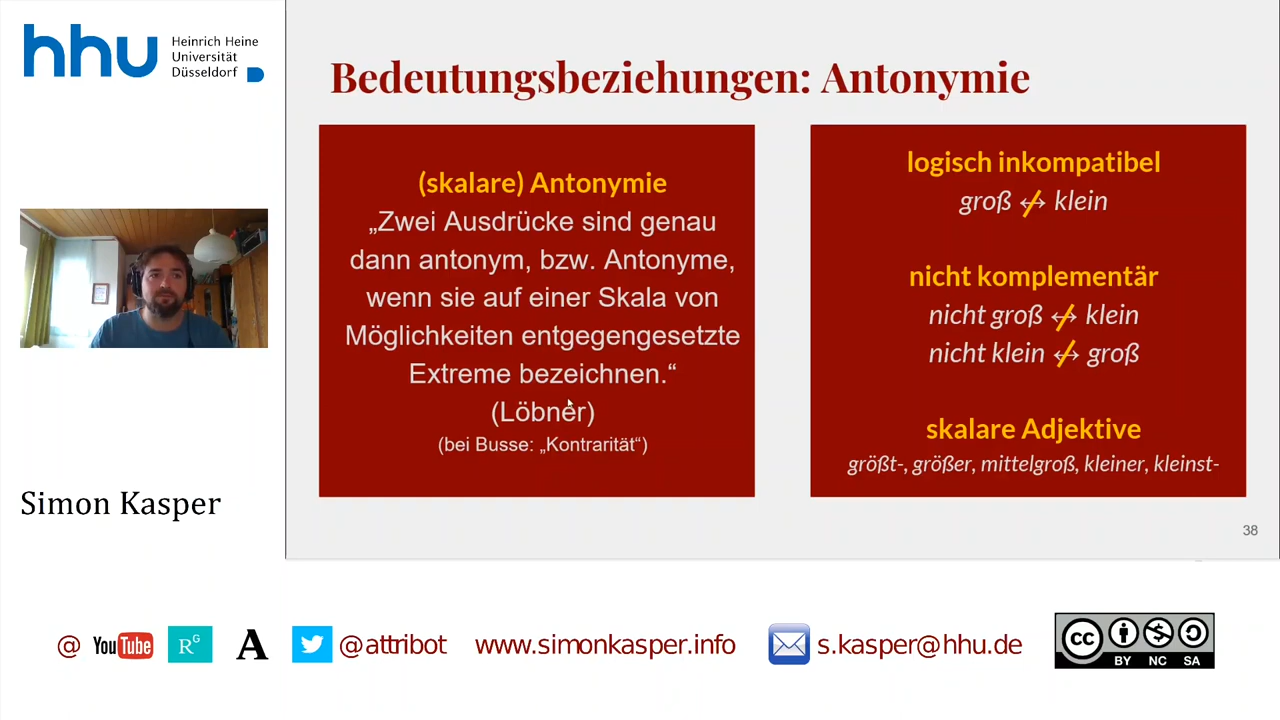 hhu Heinrich Heine
Universität
Düsseldorf
Bedeutungsbeziehungen: Antonymie
(skalare) Antonymie
„Zwei Ausdrücke sind genau
dann antonym, bzw. Antonyme,
wenn sie auf einer Skala von
Möglichkeiten entgegengesetzte
Extreme bezeichnen.“
(Löbner)
(bei Busse: „Kontrarität“)
logisch inkompatibel
groß ↮ klein
nicht komplementär
nicht groß ↮ klein
nicht klein ↮ groß
skalare Adjektive
größt-, größer, mittelgroß, kleiner, kleinst-
38
Simon Kasper
@ YouTube RG A @attribot www.simonkasper.info s.kasper@hhu.de
cc BY NC SA